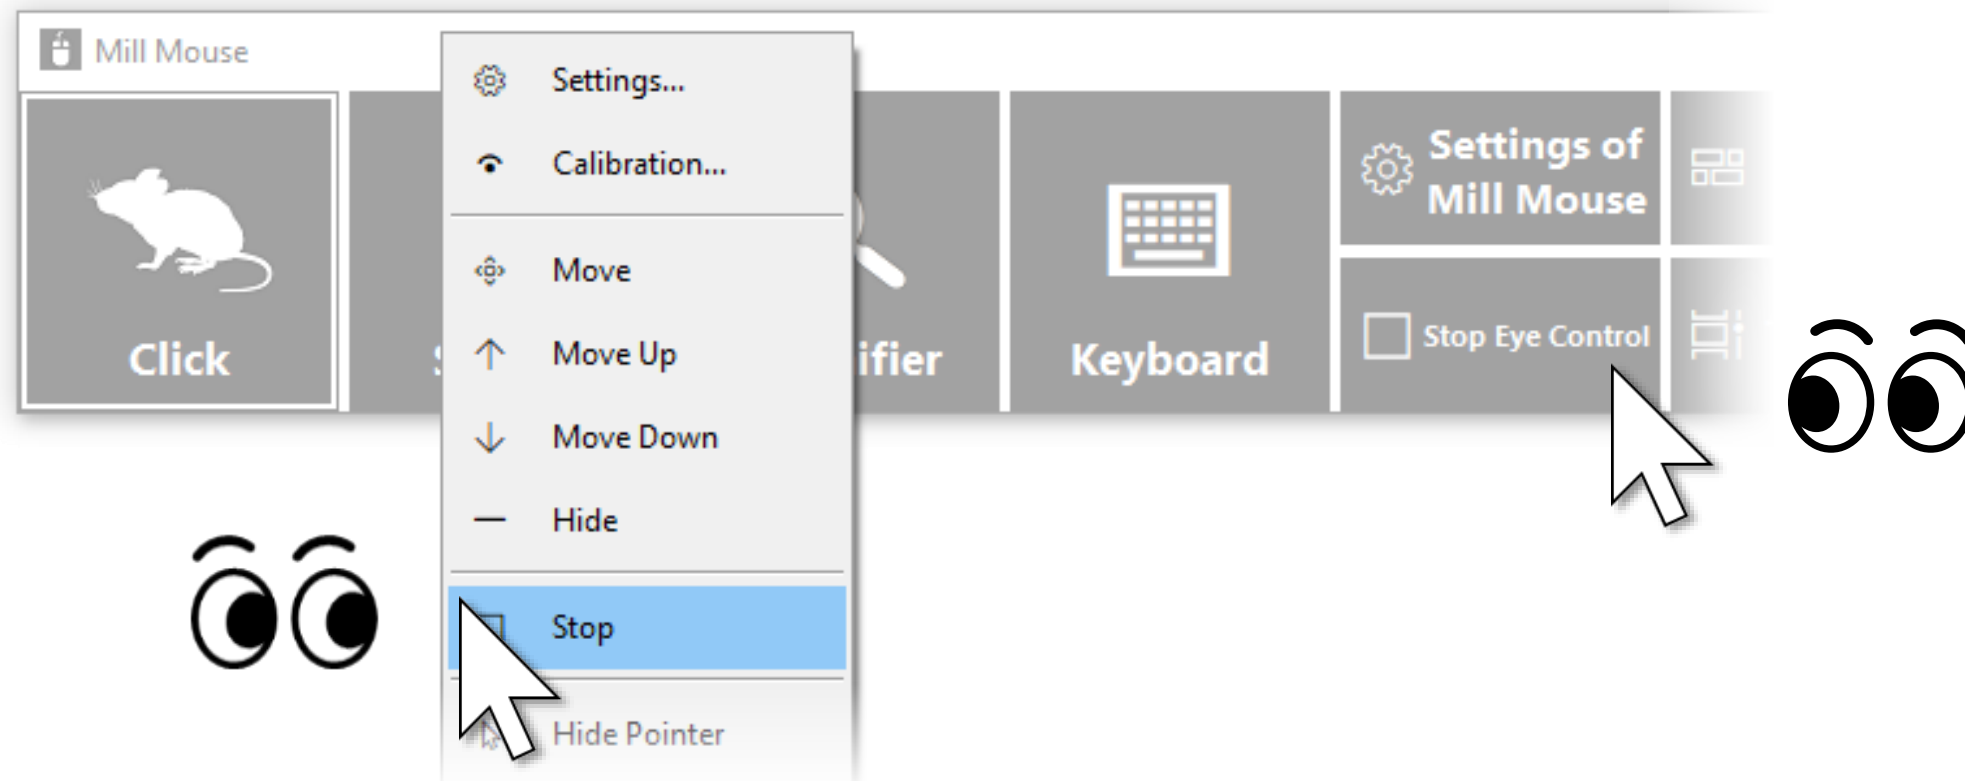 Mill Mouse
Settings...
Calibration...
Move
Move Up
Move Down
Hide
Stop
Hide Pointer
Click
ifier
Keyboard
Settings of
Mill Mouse
Stop Eye Control